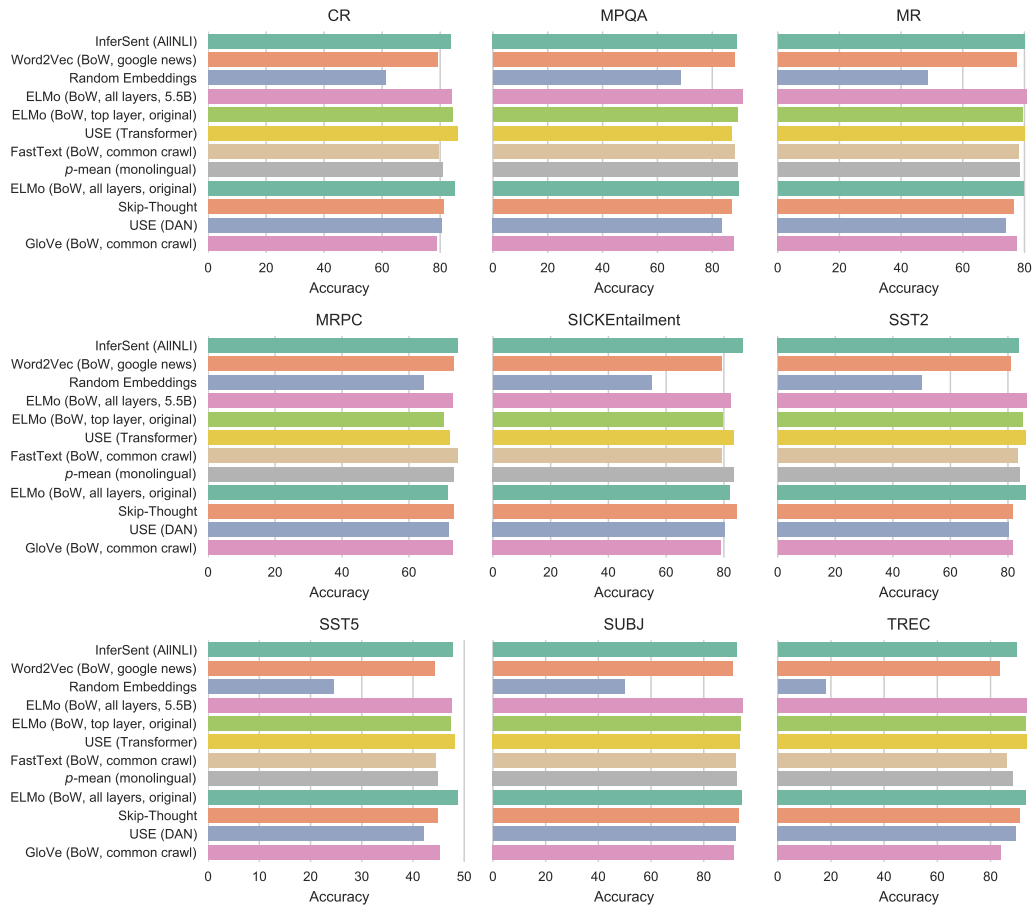 CR
MPQA
MR
InferSent (AllNLI)
Word2Vec (BoW, google news)
Random Embeddings
ELMo (BoW, all layers, 5.5B)
ELMo (BoW, top layer, original)
USE (Transformer)
FastText (BoW, common crawl)
p-mean (monolingual)
ELMo (BoW, all layers, original)
Skip-Thought
USE (DAN)
GloVe (BoW, common crawl)
0 20 40 60 80
0 20 40 60 80
0 20 40 60 80
Accuracy
Accuracy
Accuracy
MRPC
SICKEntailment
SST2
InferSent (AllNLI)
Word2Vec (BoW, google news)
Random Embeddings
ELMo (BoW, all layers, 5.5B)
ELMo (BoW, top layer, original)
USE (Transformer)
FastText (BoW, common crawl)
p-mean (monolingual)
ELMo (BoW, all layers, original)
Skip-Thought
USE (DAN)
GloVe (BoW, common crawl)
0 20 40 60
0 20 40 60 80
0 20 40 60 80
Accuracy
Accuracy
Accuracy
SST5
SUBJ
TREC
InferSent (AllNLI)
Word2Vec (BoW, google news)
Random Embeddings
ELMo (BoW, all layers, 5.5B)
ELMo (BoW, top layer, original)
USE (Transformer)
FastText (BoW, common crawl)
p-mean (monolingual)
ELMo (BoW, all layers, original)
Skip-Thought
USE (DAN)
GloVe (BoW, common crawl)
0 10 20 30 40 50
0 20 40 60 80
0 20 40 60 80
Accuracy
Accuracy
Accuracy